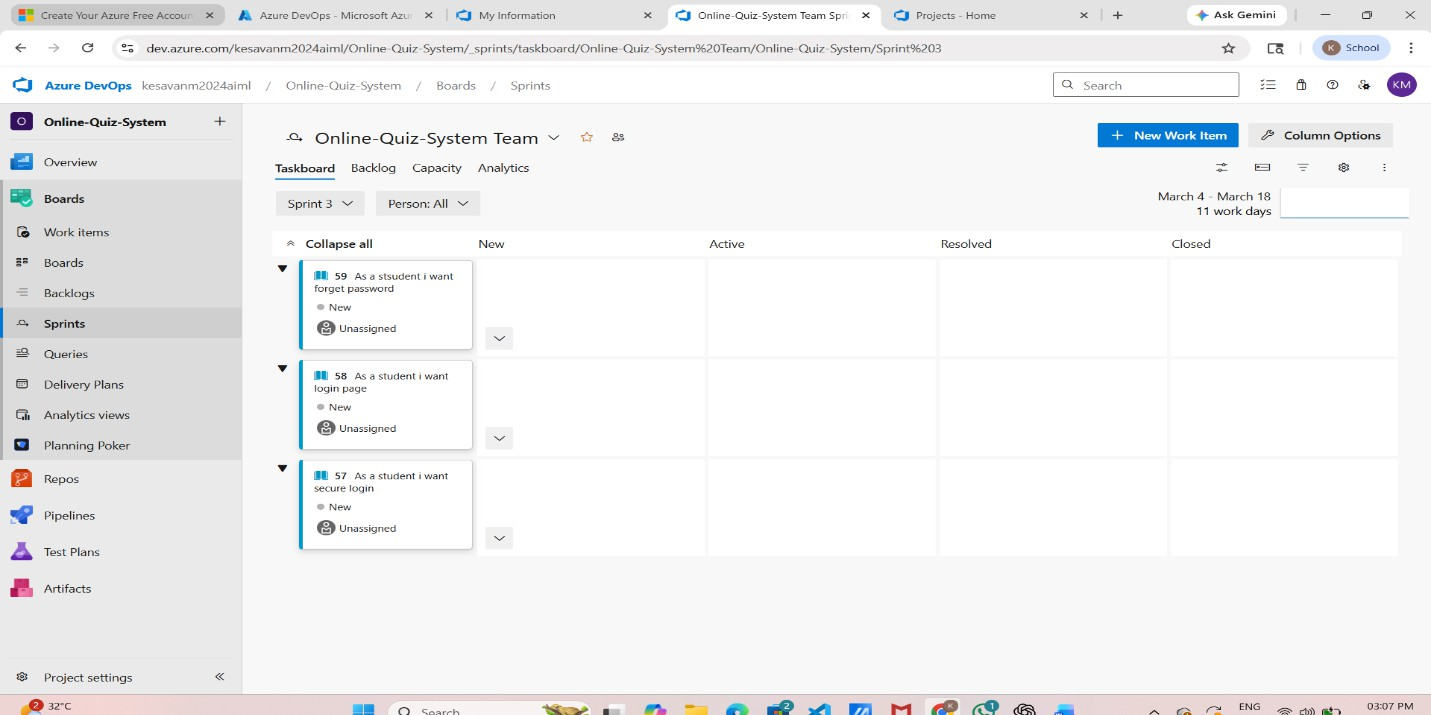 Create Your Azure Free Accoun
Azure DevOps - Microsoft Azur
My Information
Online-Quiz-System Team Spri
Projects - Home
Ask Gemini
dev.azure.com/kesavanm2024aiml/Online-Quiz-System/_sprints/taskboard/Online-Quiz-System%20Team/Online-Quiz-System/Sprint%203
K School
Azure DevOps kesavanm2024aiml / Online-Quiz-System / Boards / Sprints
Search
KM
O Online-Quiz-System
Overview
Boards
Work items
Boards
Backlogs
Sprints
Queries
Delivery Plans
Analytics views
Planning Poker
Repos
Pipelines
Test Plans
Artifacts
Project settings
Online-Quiz-System Team
New Work Item
Column Options
Taskboard Backlog Capacity Analytics
Sprint 3
Person: All
March 4 - March 18
11 work days
Collapse all New Active Resolved Closed
59 As a stsudent i want
forget password
New
Unassigned
58 As a student i want
login page
New
Unassigned
57 As a student i want
secure login
New
Unassigned
2
32°C
Search
2
K
1
ENG
03:07 PM